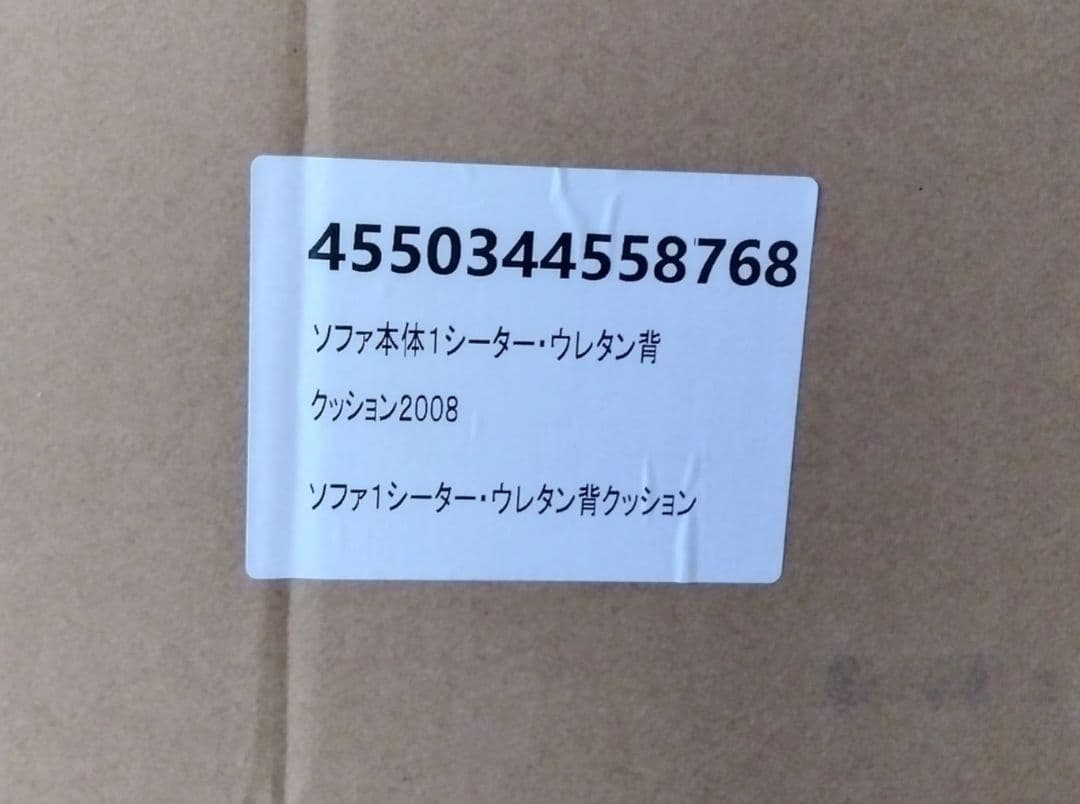 4550344558768
ソファ本体1シーター・ウレタン背
クッション2008
ソファ1シーター・ウレタン背クッション